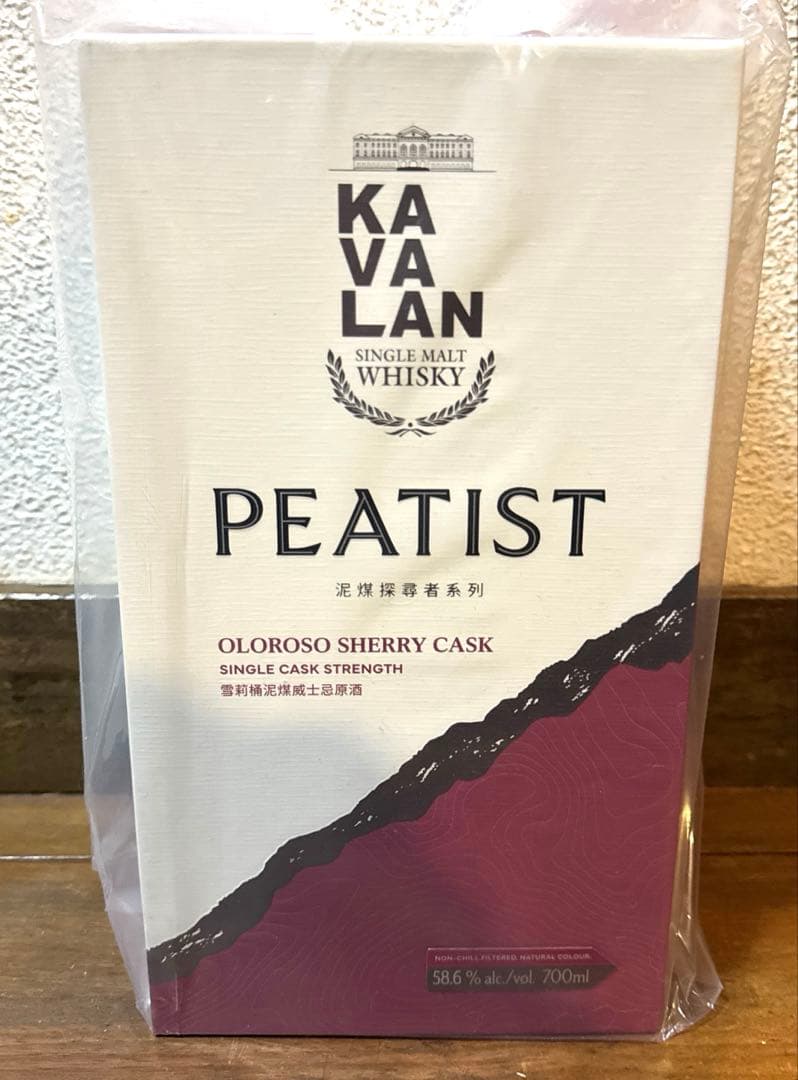 KA
VA
LAN
SINGLE MALT
WHISKY
PEATIST
泥煤探尋者系列
OLOROSO SHERRY CASK
SINGLE CASK STRENGTH
雪莉桶泥煤威士忌原酒
NON-CHILL FILTERED, NATURAL COLOUR.
58.6 % alc./vol. 700ml